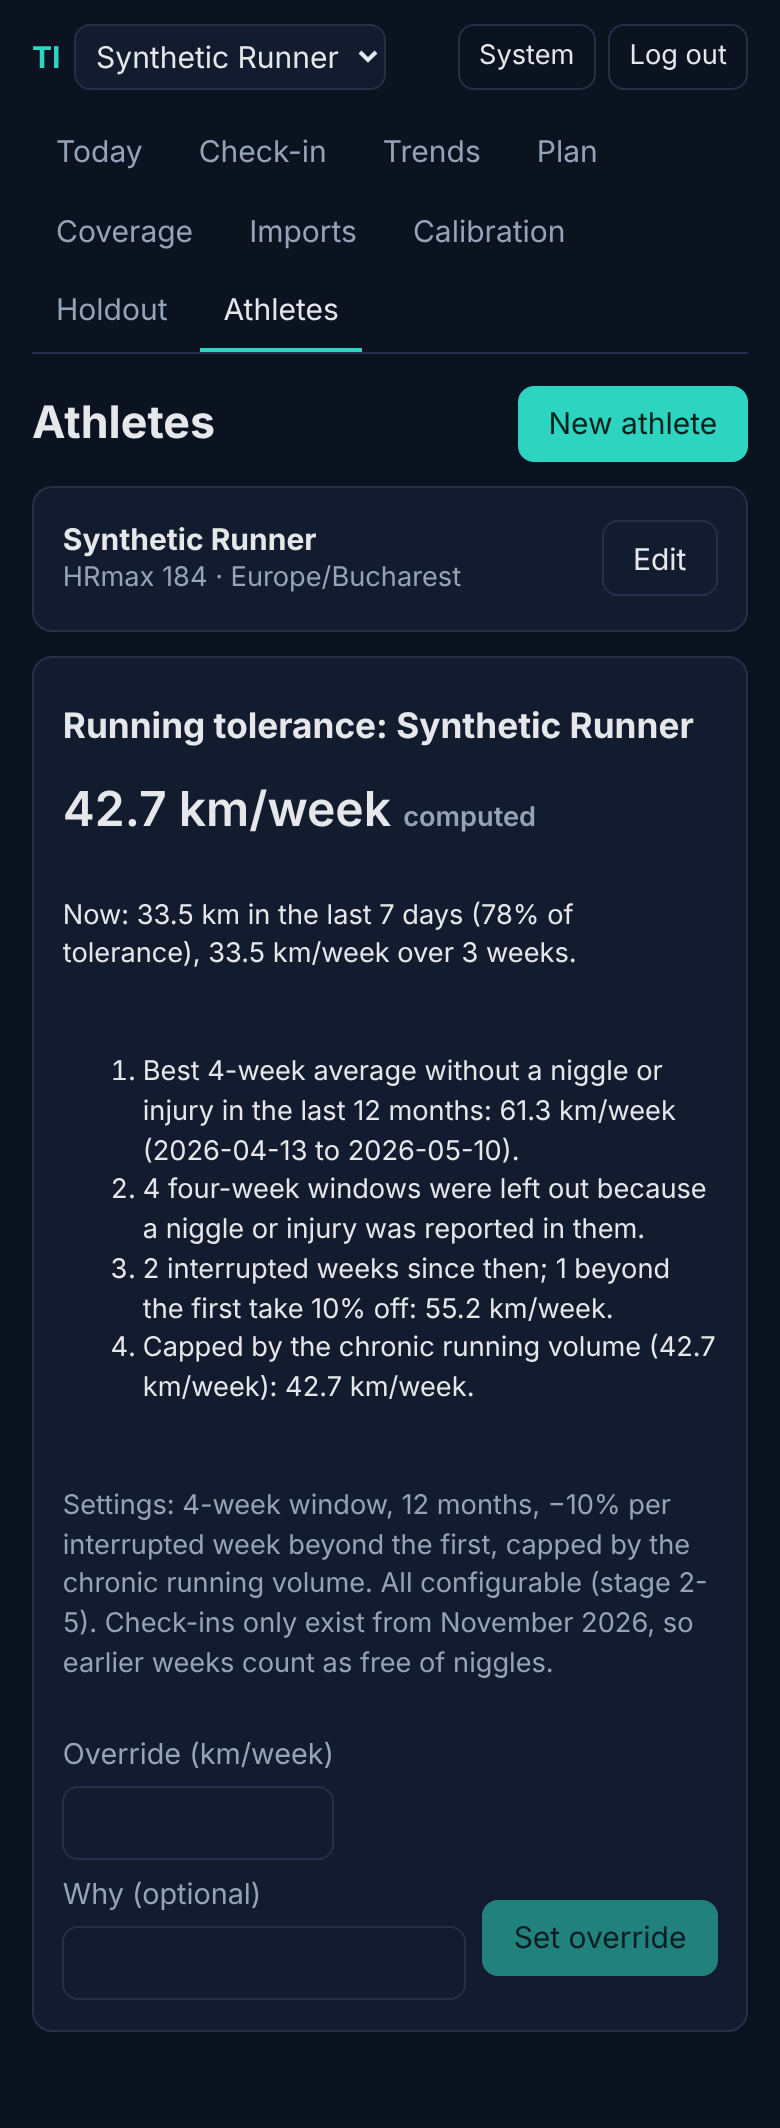 TI Synthetic Runner System Log out
Today Check-in Trends Plan
Coverage Imports Calibration
Holdout Athletes
Athletes New athlete
Synthetic Runner
HRmax 184 · Europe/Bucharest
Edit
Running tolerance: Synthetic Runner
42.7 km/week computed
Now: 33.5 km in the last 7 days (78% of
tolerance), 33.5 km/week over 3 weeks.
1. Best 4-week average without a niggle or
injury in the last 12 months: 61.3 km/week
(2026-04-13 to 2026-05-10).
2. 4 four-week windows were left out because
a niggle or injury was reported in them.
3. 2 interrupted weeks since then; 1 beyond
the first take 10% off: 55.2 km/week.
4. Capped by the chronic running volume (42.7
km/week): 42.7 km/week.
Settings: 4-week window, 12 months, −10% per
interrupted week beyond the first, capped by the
chronic running volume. All configurable (stage 2-
5). Check-ins only exist from November 2026, so
earlier weeks count as free of niggles.
Override (km/week)
Why (optional)
Set override